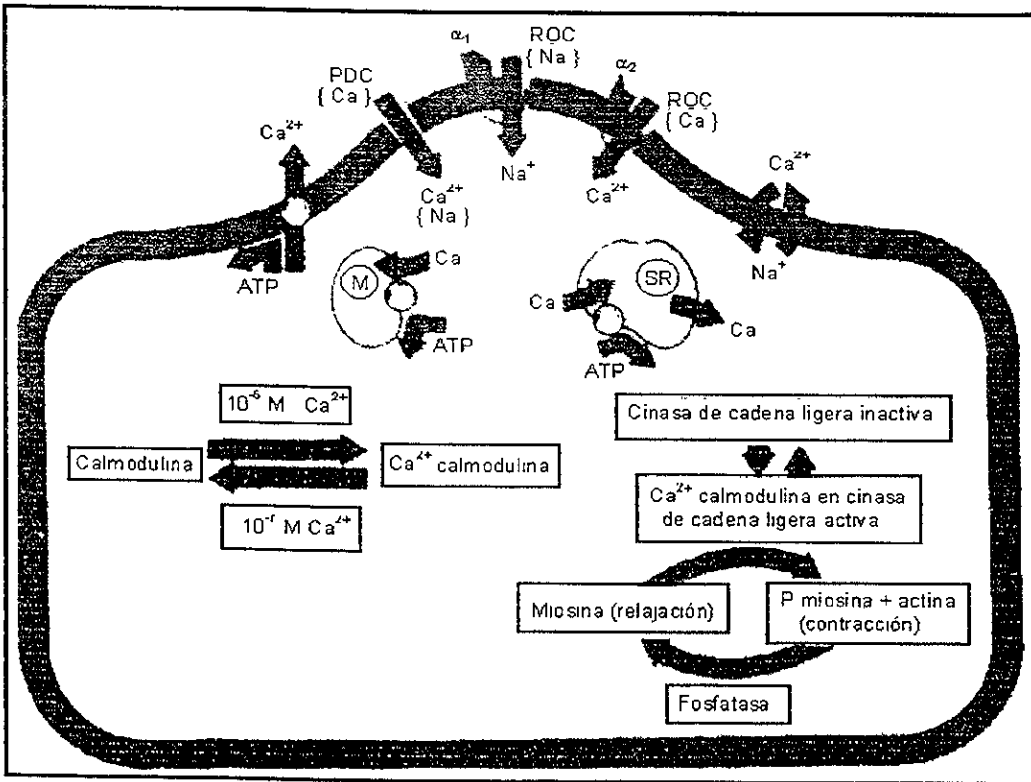 α₁
ROC
{Na}
α₂
PDC
{Ca}
ROC
{Ca}
Ca²⁺
Ca²⁺
Na⁺
Ca²⁺
{Na}
Ca²⁺
Na⁺
ATP
M
Ca
ATP
SR
Ca
Ca
ATP
10⁻⁶ M Ca²⁺
Calmodulina
Ca²⁺ calmodulina
10⁻⁷ M Ca²⁺
Cinasa de cadena ligera inactiva
Ca²⁺ calmodulina en cinasa
de cadena ligera activa
Miosina (relajación)
P miosina + actina
(contracción)
Fosfatasa